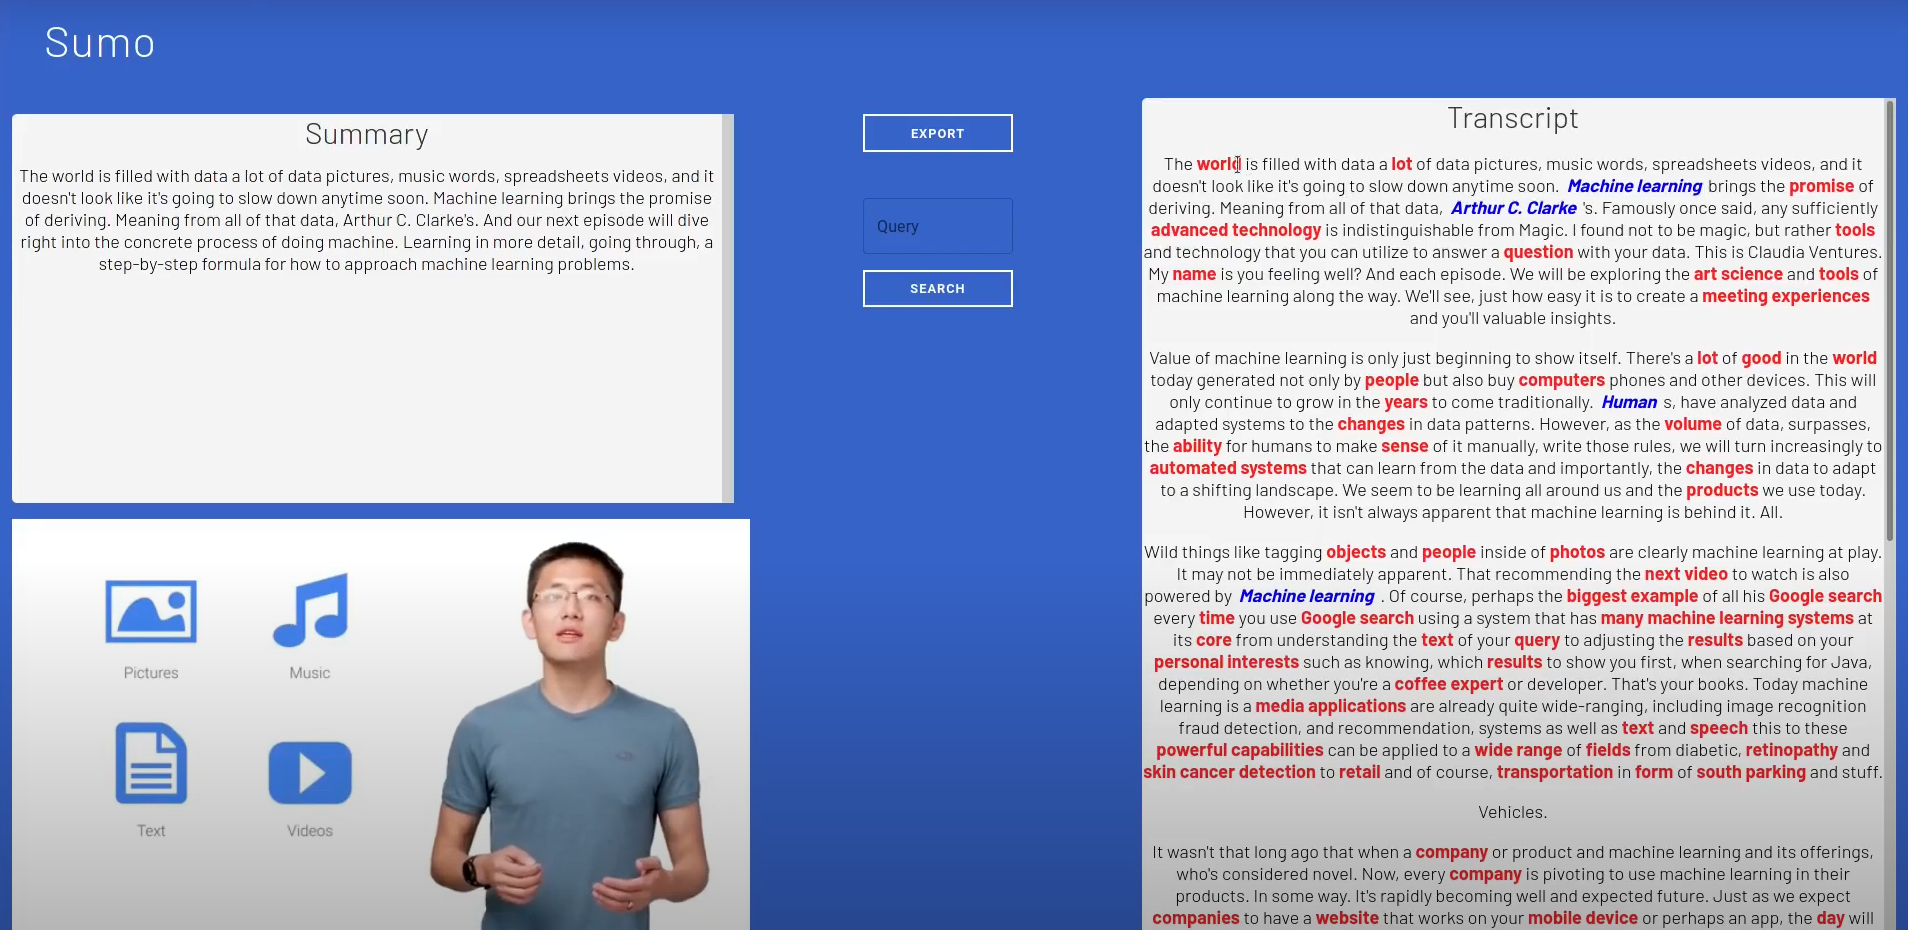 Sumo
Summary
The world is filled with data a lot of data pictures, music words, spreadsheets videos, and it
doesn't look like it's going to slow down anytime soon. Machine learning brings the promise
of deriving. Meaning from all of that data, Arthur C. Clarke's. And our next episode will dive
right into the concrete process of doing machine. Learning in more detail, going through, a
step-by-step formula for how to approach machine learning problems.
Pictures
Music
Text
Videos
EXPORT
Query
SEARCH
Transcript
The world is filled with data a lot of data pictures, music words, spreadsheets videos, and it
doesn't look like it's going to slow down anytime soon. Machine learning brings the promise of
deriving. Meaning from all of that data, Arthur C. Clarke 's. Famously once said, any sufficiently
advanced technology is indistinguishable from Magic. I found not to be magic, but rather tools
and technology that you can utilize to answer a question with your data. This is Claudia Ventures.
My name is you feeling well? And each episode. We will be exploring the art science and tools of
machine learning along the way. We'll see, just how easy it is to create a meeting experiences
and you'll valuable insights.
Value of machine learning is only just beginning to show itself. There's a lot of good in the world
today generated not only by people but also buy computers phones and other devices. This will
only continue to grow in the years to come traditionally. Human s, have analyzed data and
adapted systems to the changes in data patterns. However, as the volume of data, surpasses,
the ability for humans to make sense of it manually, write those rules, we will turn increasingly to
automated systems that can learn from the data and importantly, the changes in data to adapt
to a shifting landscape. We seem to be learning all around us and the products we use today.
However, it isn't always apparent that machine learning is behind it. All.
Wild things like tagging objects and people inside of photos are clearly machine learning at play.
It may not be immediately apparent. That recommending the next video to watch is also
powered by Machine learning . Of course, perhaps the biggest example of all his Google search
every time you use Google search using a system that has many machine learning systems at
its core from understanding the text of your query to adjusting the results based on your
personal interests such as knowing, which results to show you first, when searching for Java,
depending on whether you're a coffee expert or developer. That's your books. Today machine
learning is a media applications are already quite wide-ranging, including image recognition
fraud detection, and recommendation, systems as well as text and speech this to these
powerful capabilities can be applied to a wide range of fields from diabetic, retinopathy and
skin cancer detection to retail and of course, transportation in form of south parking and stuff.
Vehicles.
It wasn't that long ago that when a company or product and machine learning and its offerings,
who's considered novel. Now, every company is pivoting to use machine learning in their
products. In some way. It's rapidly becoming well and expected future. Just as we expect
companies to have a website that works on your mobile device or perhaps an app, the day will